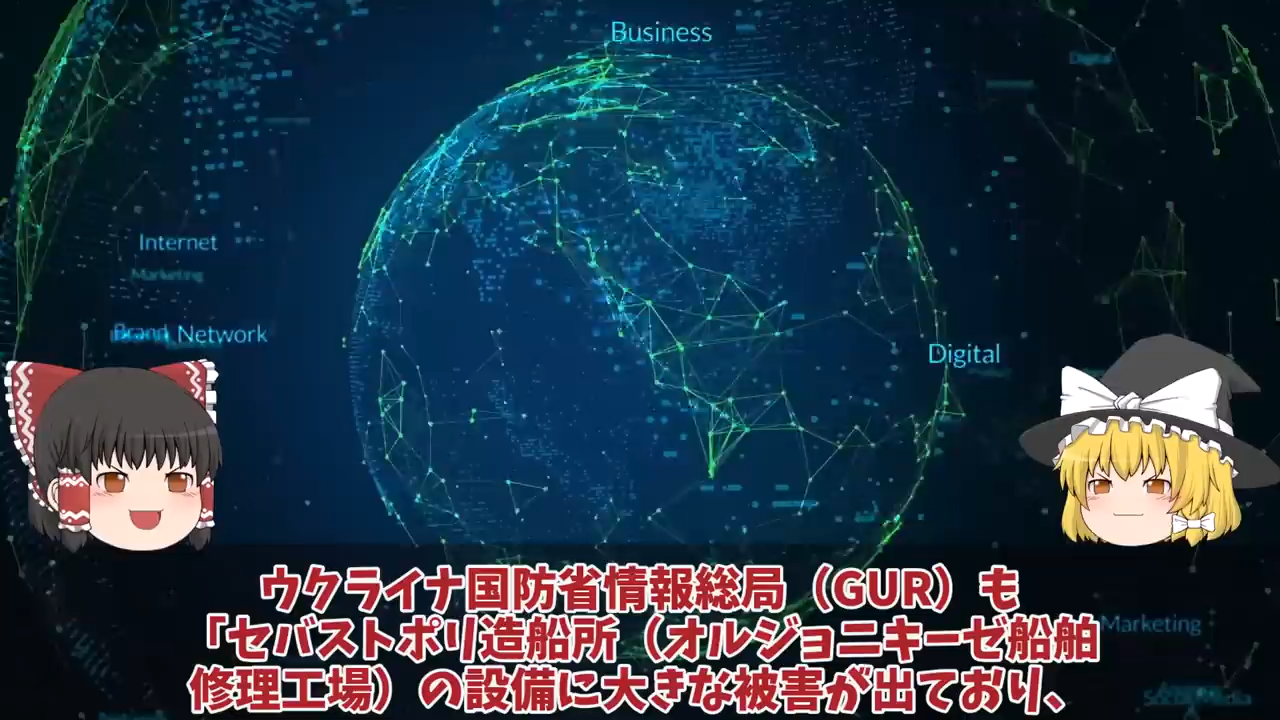 Business
Digital
Internet
Marketing
Brand Network
Digital
ウクライナ国防省情報総局（GUR）も
「セバストポリ造船所（オルジョニキーゼ船舶
修理工場）の設備に大きな被害が出ており、
Marketing